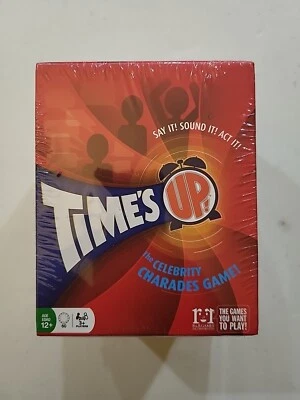 SAY IT! SOUND IT! ACT IT!
TIME'S UP!
The CELEBRITY
CHARADES GAME!
12+
3+
R&R
THE GAMES
YOU WANT
TO PLAY!